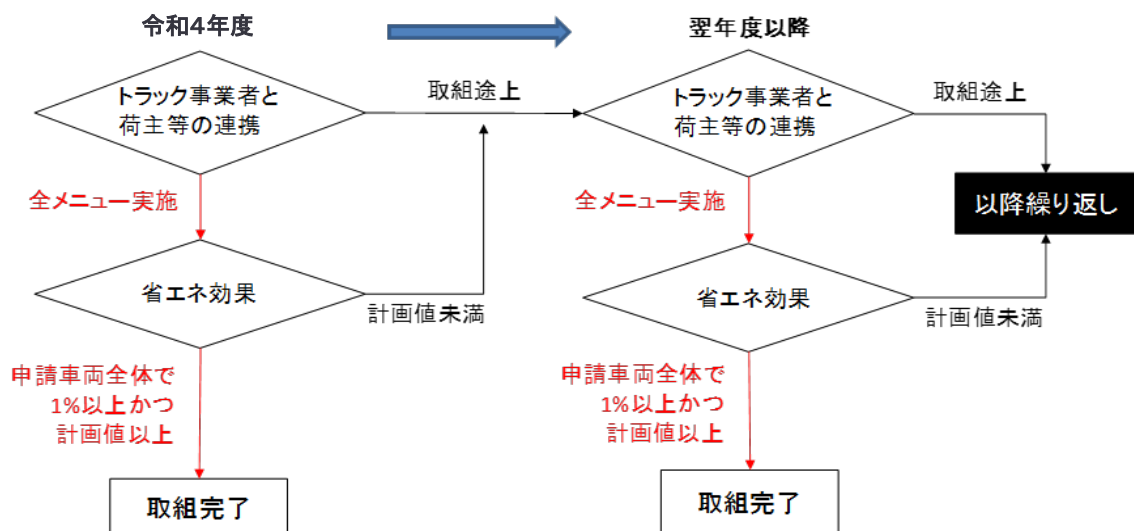 令和4年度
翌年度以降
トラック事業者と
荷主等の連携
取組途上
トラック事業者と
荷主等の連携
取組途上
全メニュー実施
全メニュー実施
以降繰り返し
省エネ効果
計画値未満
省エネ効果
計画値未満
申請車両全体で
1%以上かつ
計画値以上
申請車両全体で
1%以上かつ
計画値以上
取組完了
取組完了